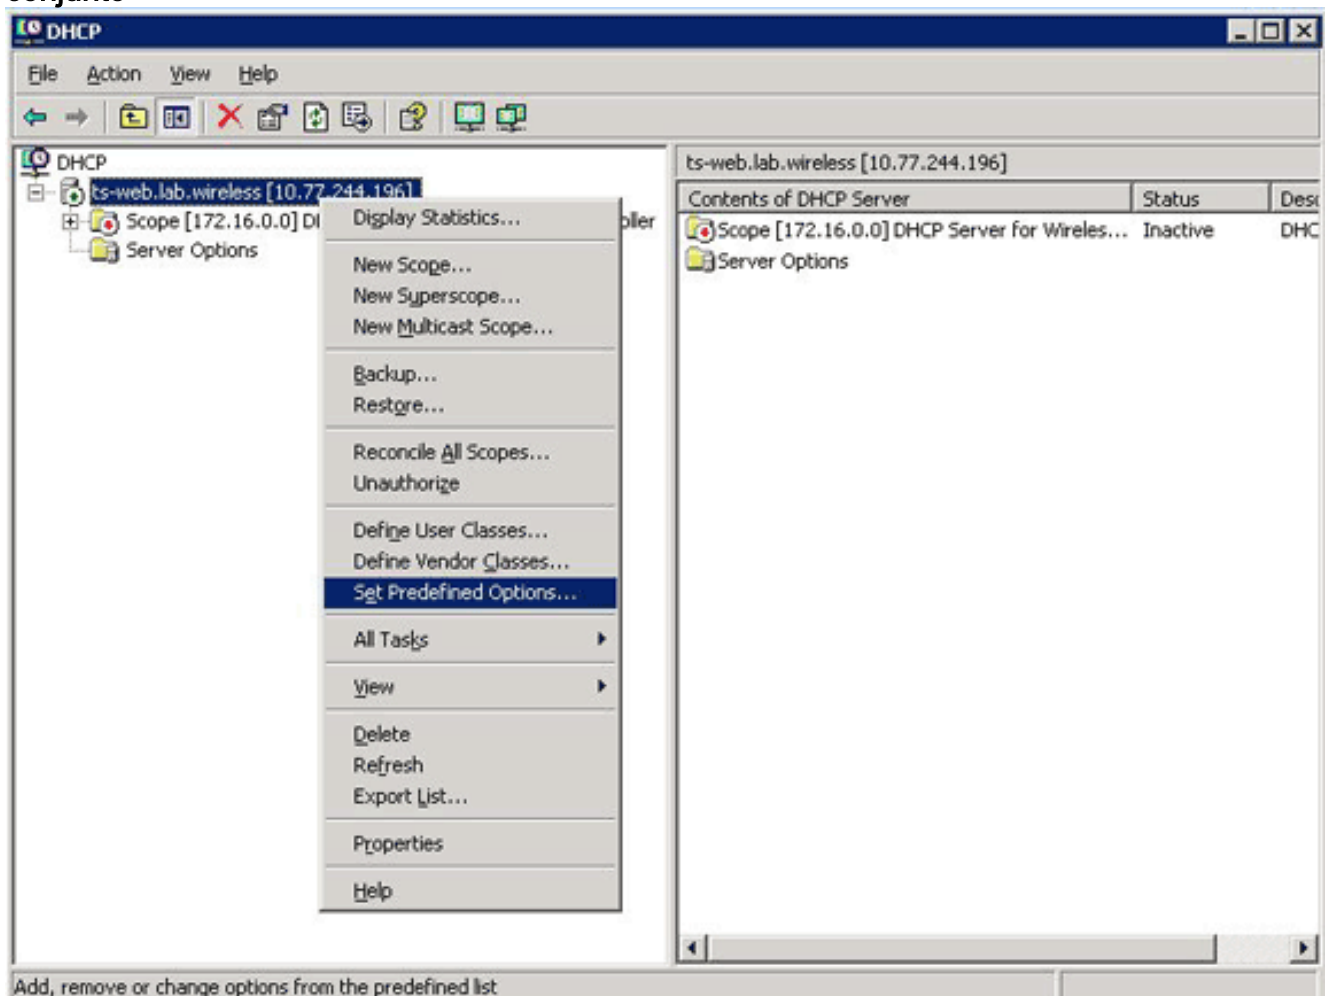 DHCP
File Action View Help
DHCP
ts-web.lab.wireless [10.77.244.196]
Scope [172.16.0.0] oller
Server Options
Display Statistics...
New Scope...
New Superscope...
New Multicast Scope...
Backup...
Restore...
Reconcile All Scopes...
Unauthorize
Define User Classes...
Define Vendor Classes...
Set Predefined Options...
All Tasks
View
Delete
Refresh
Export List...
Properties
Help
ts-web.lab.wireless [10.77.244.196]
Contents of DHCP Server Status
Scope [172.16.0.0] DHCP Server for Wireles... Inactive DHC
Server Options
Add, remove or change options from the predefined list